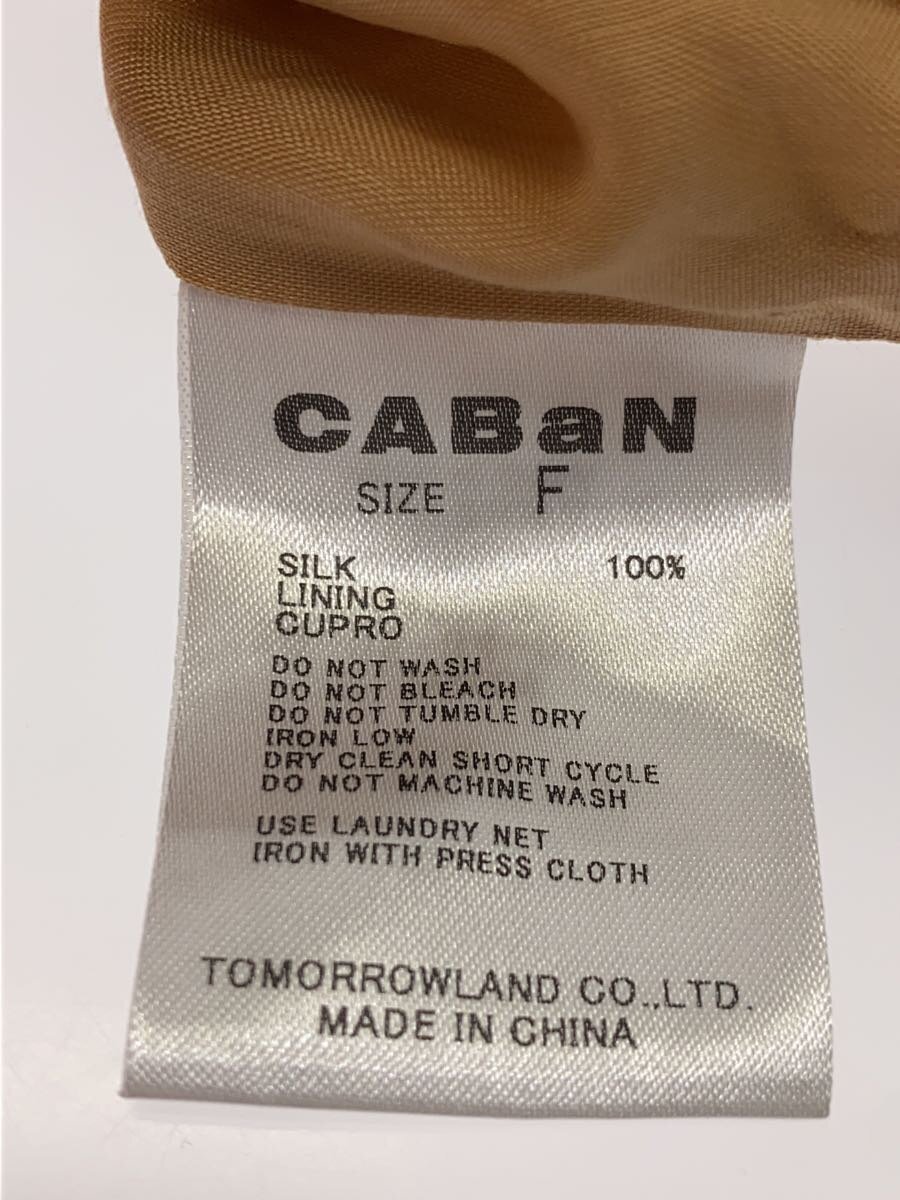 CABaN
SIZE F
SILK 100%
LINING
CUPRO
DO NOT WASH
DO NOT BLEACH
DO NOT TUMBLE DRY
IRON LOW
DRY CLEAN SHORT CYCLE
DO NOT MACHINE WASH
USE LAUNDRY NET
IRON WITH PRESS CLOTH
TOMORROWLAND CO.,LTD.
MADE IN CHINA